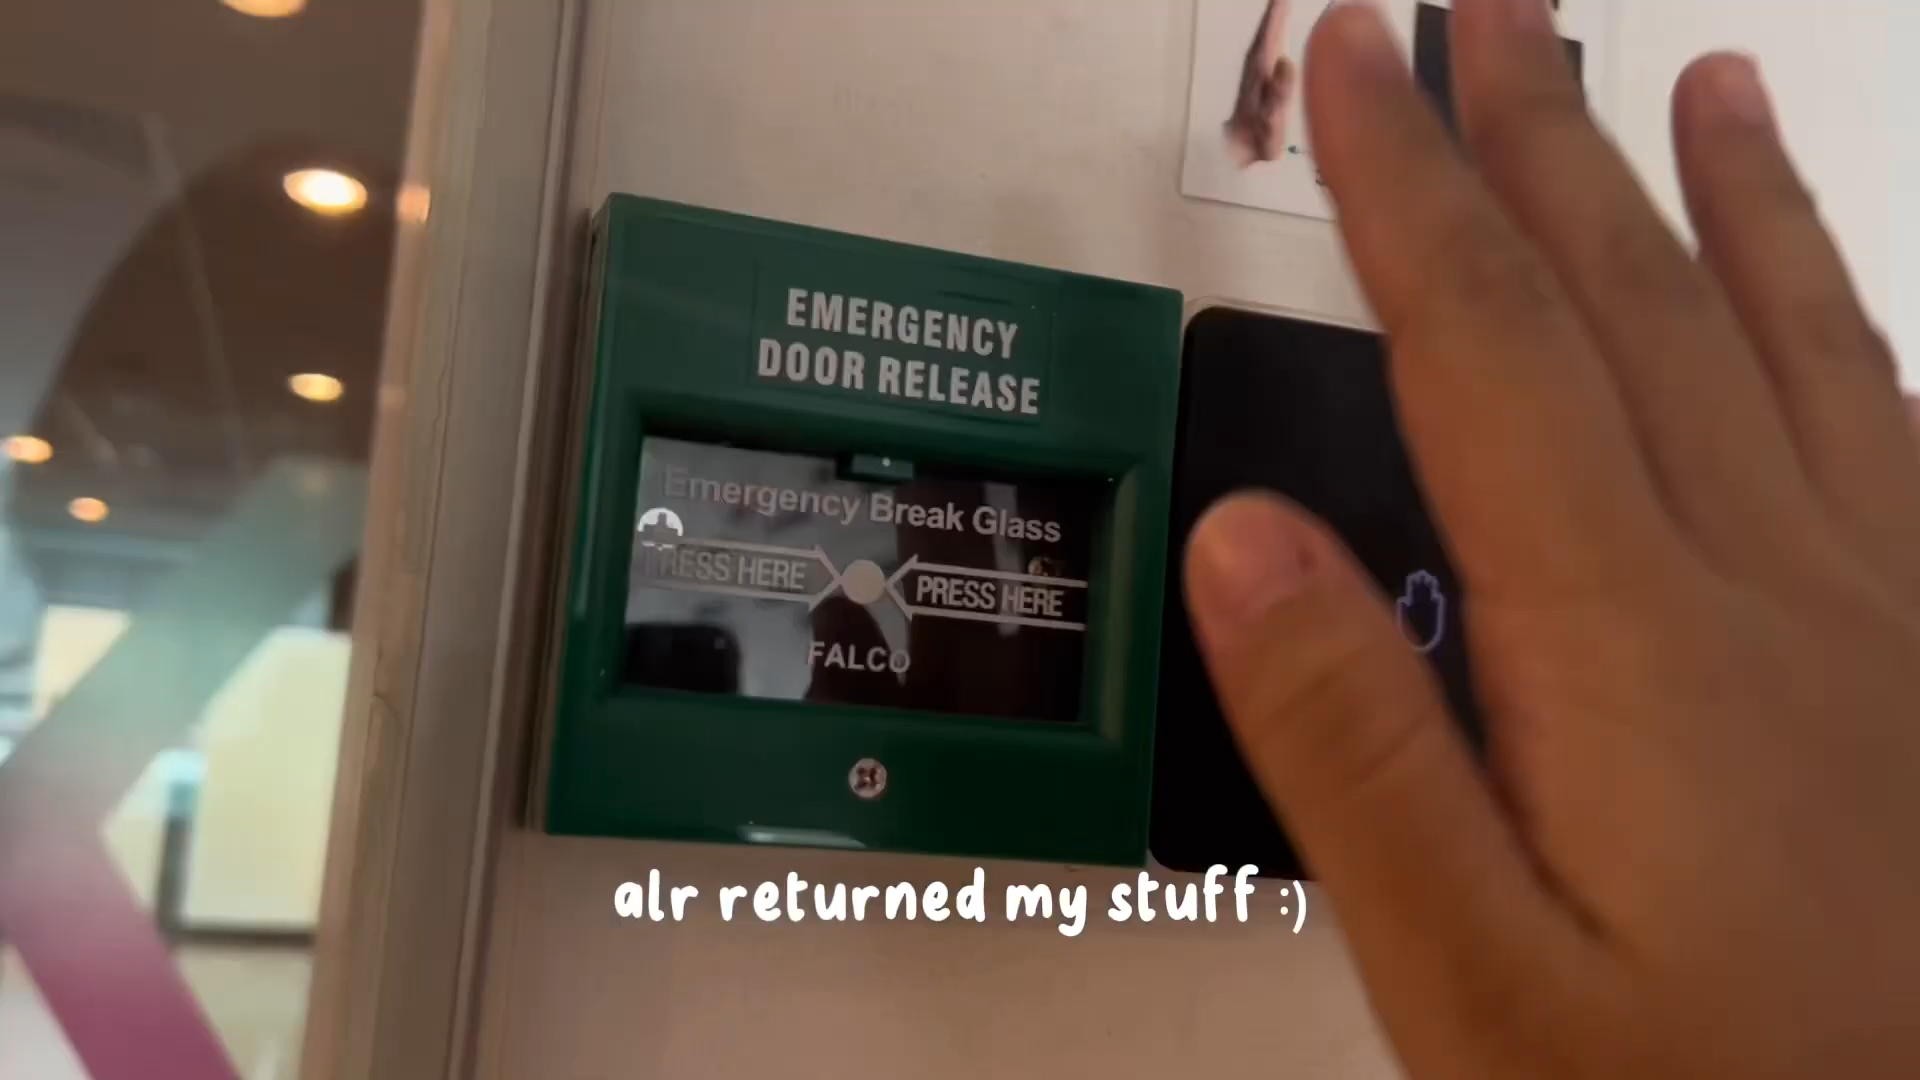 EMERGENCY
DOOR RELEASE
Emergency Break Glass
PRESS HERE
PRESS HERE
FALCO
alr returned my stuff :)